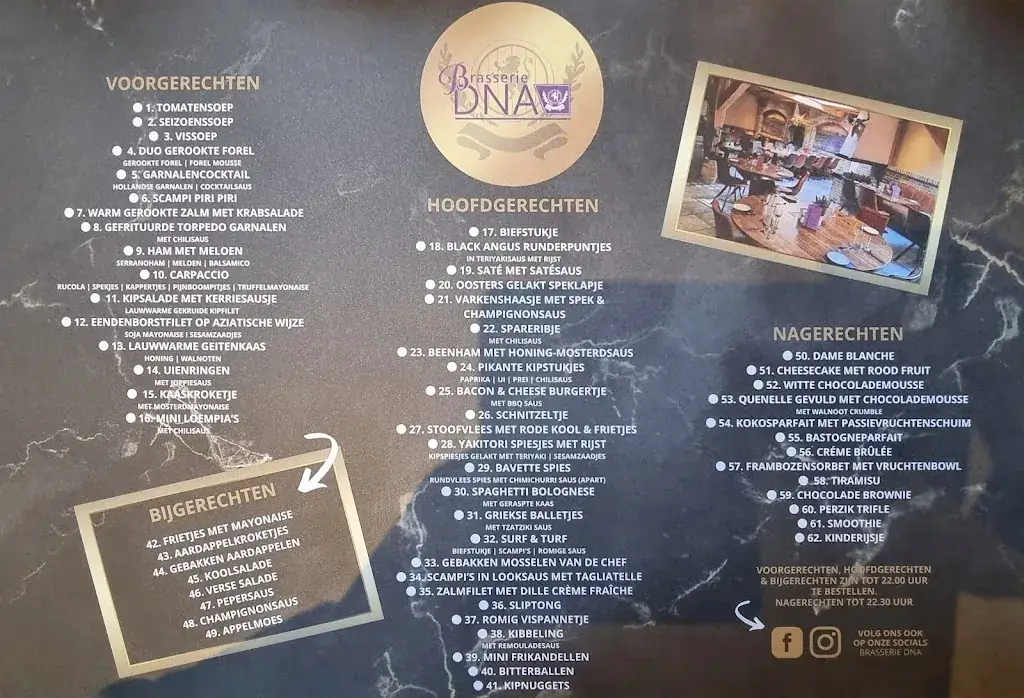 VOORGERECHTEN
1. TOMATENSOEP
2. SEIZOENSSOEP
3. VISSOEP
4. DUO GEROOKTE FOREL
GEROOKTE FOREL | FOREL MOUSSE
5. GARNALENCOCKTAIL
HOLLANDSE GARNALEN | COCKTAILSAUS
6. SCAMPI PIRI PIRI
7. WARM GEROOKTE ZALM MET KRABSALADE
8. GEFRITUURDE TORPEDO GARNALEN
MET CHILISAUS
9. HAM MET MELOEN
SERRANOHAM | MELOEN | BALSAMICO
10. CARPACCIO
RUCOLA | SPEKJES | KAPPERTJES | PIJNBOOMPITJES | TRUFFELMAYONAISE
11. KIPSALADE MET KERRIESAUSJE
LAUWWARME GEKRUIDE KIPFILET
12. EENDENBORSTFILET OP AZIATISCHE WIJZE
SOJA MAYONAISE | SESAMZAADJES
13. LAUWWARME GEITENKAAS
HONING | WALNOTEN
14. UIENRINGEN
MET JOPPIESAUS
15. KAASKROKETJE
MET MOSTERDMAYONAISE
16. MINI LOEMPIA'S
MET CHILISAUS
BIJGERECHTEN
42. FRIETJES MET MAYONAISE
43. AARDAPPELKROKETJES
44. GEBAKKEN AARDAPPELEN
45. KOOLSALADE
46. VERSE SALADE
47. PEPERSAUS
48. CHAMPIGNONSAUS
49. APPELMOES
Brasserie
DNA
HOOFDGERECHTEN
17. BIEFSTUKJE
18. BLACK ANGUS RUNDERPUNTJES
IN TERIYAKISAUS MET RIJST
19. SATÉ MET SATÉSAUS
20. OOSTERS GELAKT SPEKLAPJE
21. VARKENSHAASJE MET SPEK &
CHAMPIGNONSAUS
22. SPARERIBJE
MET CHILISAUS
23. BEENHAM MET HONING-MOSTERDSAUS
24. PIKANTE KIPSTUKJES
PAPRIKA | UI | PREI | CHILISAUS
25. BACON & CHEESE BURGERTJE
MET BBQ SAUS
26. SCHNITZELTJE
27. STOOFVLEES MET RODE KOOL & FRIETJES
28. YAKITORI SPIESJES MET RIJST
KIPSPIESJES GELAKT MET TERIYAKI | SESAMZAADJES
29. BAVETTE SPIES
RUNDVLEES SPIES MET CHIMICHURRI SAUS (APART)
30. SPAGHETTI BOLOGNESE
MET GERASPTE KAAS
31. GRIEKSE BALLETJES
MET TZATZIKI SAUS
32. SURF & TURF
BIEFSTUKJE | SCAMPI'S | ROMIGE SAUS
33. GEBAKKEN MOSSELEN VAN DE CHEF
34. SCAMPI'S IN LOOKSAUS MET TAGLIATELLE
35. ZALMFILET MET DILLE CRÈME FRAÎCHE
36. SLIPTONG
37. ROMIG VISPANNETJE
38. KIBBELING
MET REMOULADESAUS
39. MINI FRIKANDELLEN
40. BITTERBALLEN
41. KIPNUGGETS
NAGERECHTEN
50. DAME BLANCHE
51. CHEESECAKE MET ROOD FRUIT
52. WITTE CHOCOLADEMOUSSE
53. QUENELLE GEVULD MET CHOCOLADEMOUSSE
MET WALNOOT CRUMBLE
54. KOKOSPARFAIT MET PASSIEVRUCHTENSCHUIM
55. BASTOGNEPARFAIT
56. CRÉME BRÛLÉE
57. FRAMBOZENSORBET MET VRUCHTENBOWL
58. TIRAMISU
59. CHOCOLADE BROWNIE
60. PERZIK TRIFLE
61. SMOOTHIE
62. KINDERIJSJE
VOORGERECHTEN, HOOFDGERECHTEN
& BIJGERECHTEN ZIJN TOT 22.00 UUR
TE BESTELLEN.
NAGERECHTEN TOT 22.30 UUR
VOLG ONS OOK
OP ONZE SOCIALS
BRASSERIE DNA